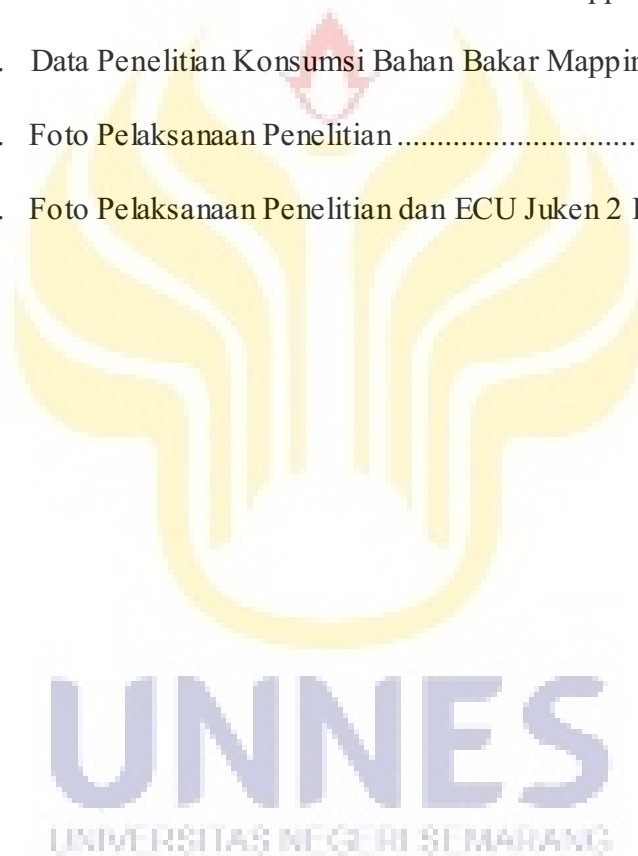 . Data Penelitian Konsumsi Bahan Bakar Mappin
. Foto Pelaksanaan Penelitian ..............................
. Foto Pelaksanaan Penelitian dan ECU Juken 2
UNNES
UNIVERSITAS NEGERI SEMARANG